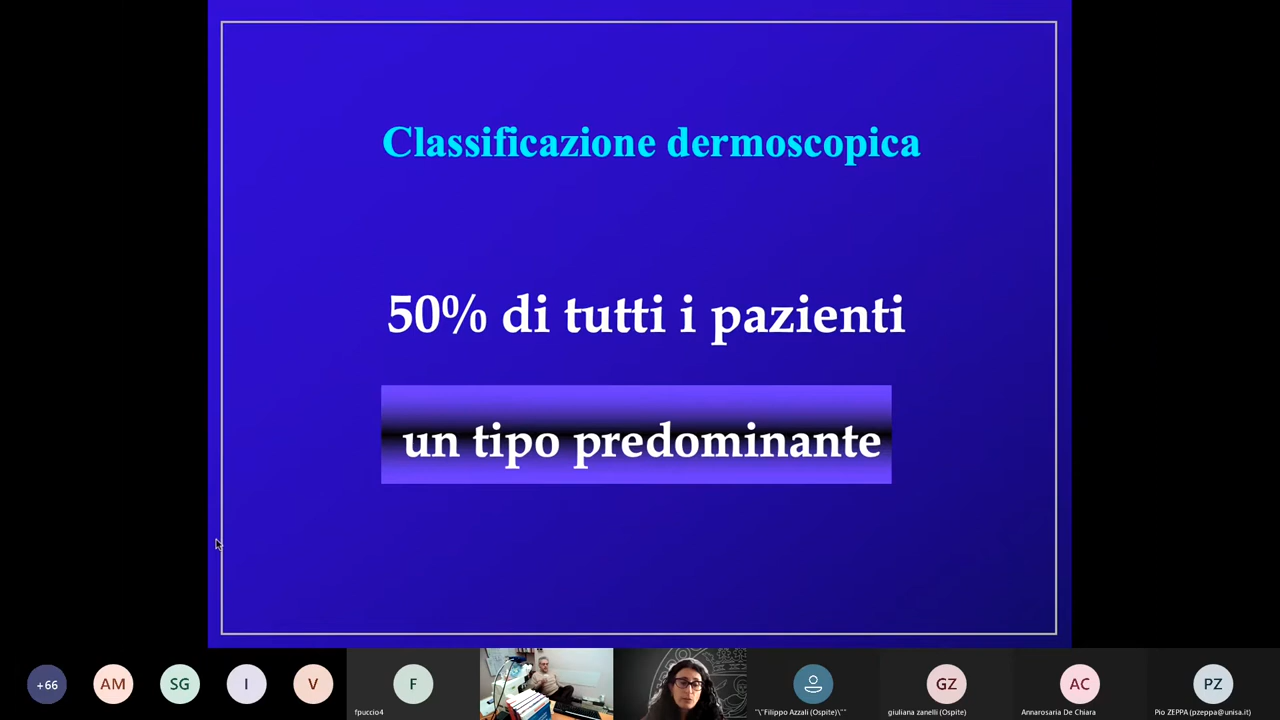 Classificazione dermoscopica
50% di tutti i pazienti
un tipo predominante
+66
AM
SG
I
V
F
GZ
AC
PZ
fpuccio4
"\"Filippo Azzali (Ospite)\""
giuliana zanelli (Ospite)
Annarosaria De Chiara
Pio ZEPPA (pzeppa@unisa.it)